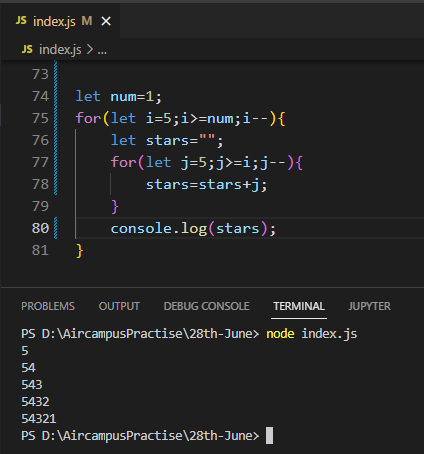 JS index.js M ×
JS index.js > ...
73
74 let num=1;
75 for(let i=5;i>=num;i--){
76 let stars="";
77 for(let j=5;j>=i;j--){
78 stars=stars+j;
79 }
80 console.log(stars);
81 }
PROBLEMS OUTPUT DEBUG CONSOLE TERMINAL JUPYTER
PS D:\AircampusPractise\28th-June> node index.js
5
54
543
5432
54321
PS D:\AircampusPractise\28th-June>